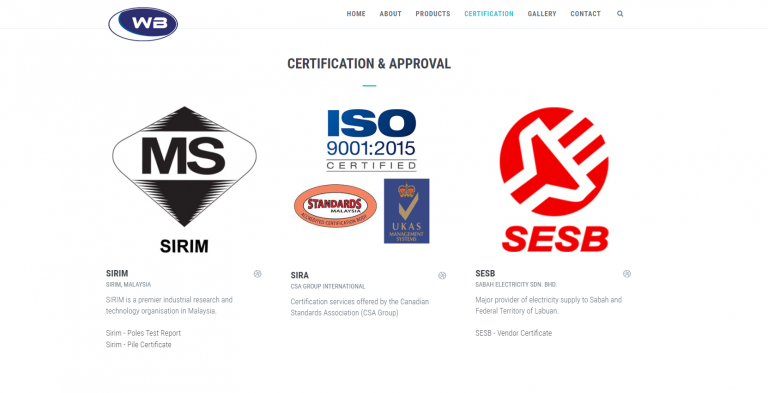 WB
HOME ABOUT PRODUCTS CERTIFICATION GALLERY CONTACT
CERTIFICATION & APPROVAL
MS
SIRIM
ISO
9001:2015
CERTIFIED
STANDARDS
MALAYSIA
ACCREDITED CERTIFICATION BODY
UKAS
MANAGEMENT
SYSTEMS
SESB
SIRIM
SIRIM, MALAYSIA
SIRIM is a premier industrial research and
technology organisation in Malaysia.
Sirim - Poles Test Report
Sirim - Pile Certificate
SIRA
CSA GROUP INTERNATIONAL
Certification services offered by the Canadian
Standards Association (CSA Group)
SESB
SABAH ELECTRICITY SDN. BHD.
Major provider of electricity supply to Sabah and
Federal Territory of Labuan.
SESB - Vendor Certificate